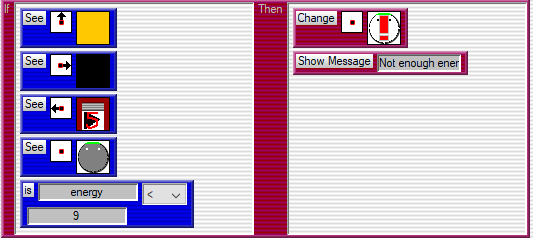 If
Then
See
See
See
See
is energy <
9
Change
Show Message Not enough ener